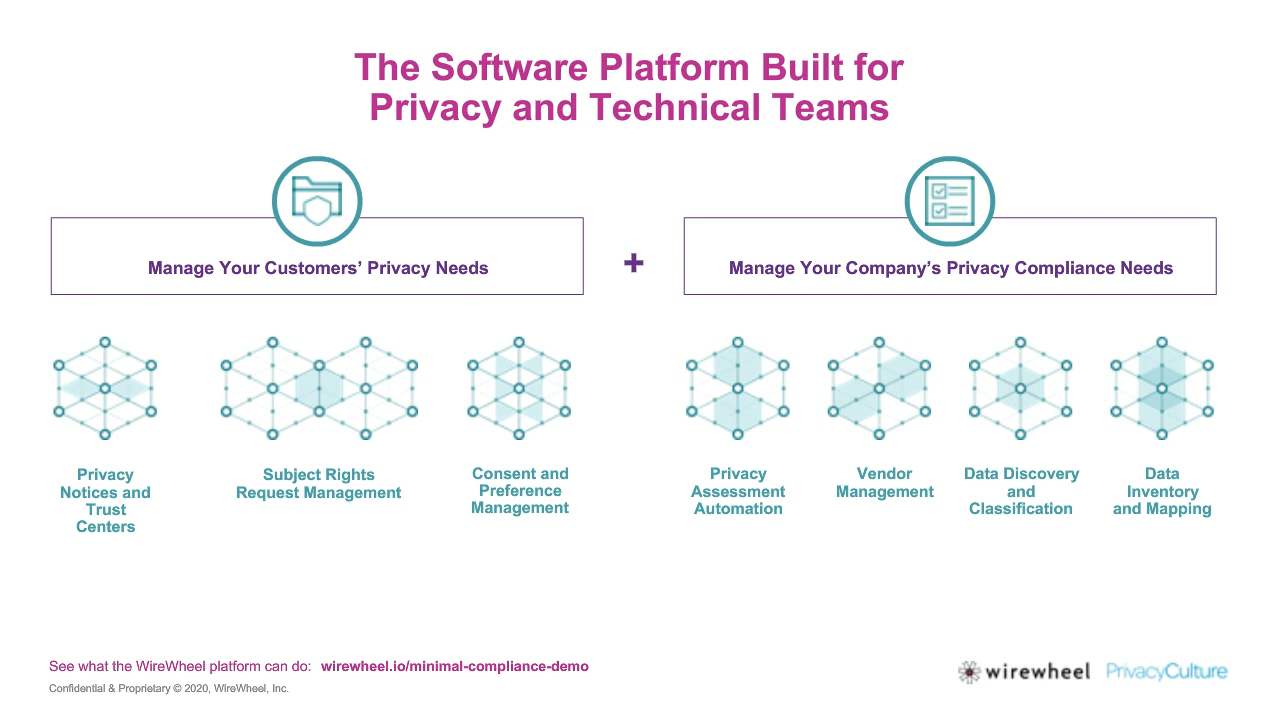 The Software Platform Built for
Privacy and Technical Teams
Manage Your Customers’ Privacy Needs
+
Manage Your Company’s Privacy Compliance Needs
Privacy
Notices and
Trust
Centers
Subject Rights
Request Management
Consent and
Preference
Management
Privacy
Assessment
Automation
Vendor
Management
Data Discovery
and
Classification
Data
Inventory
and Mapping
See what the WireWheel platform can do: wirewheel.io/minimal-compliance-demo
Confidential & Proprietary © 2020, WireWheel, Inc.
wirewheel
PrivacyCulture